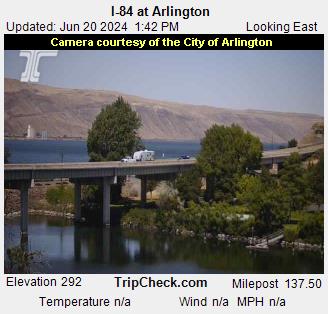 I-84 at Arlington
Updated: Jun 20 2024 1:42 PM Looking East
Camera courtesy of the City of Arlington
Elevation 292 TripCheck.com Milepost 137.50
Temperature n/a Wind n/a MPH n/a